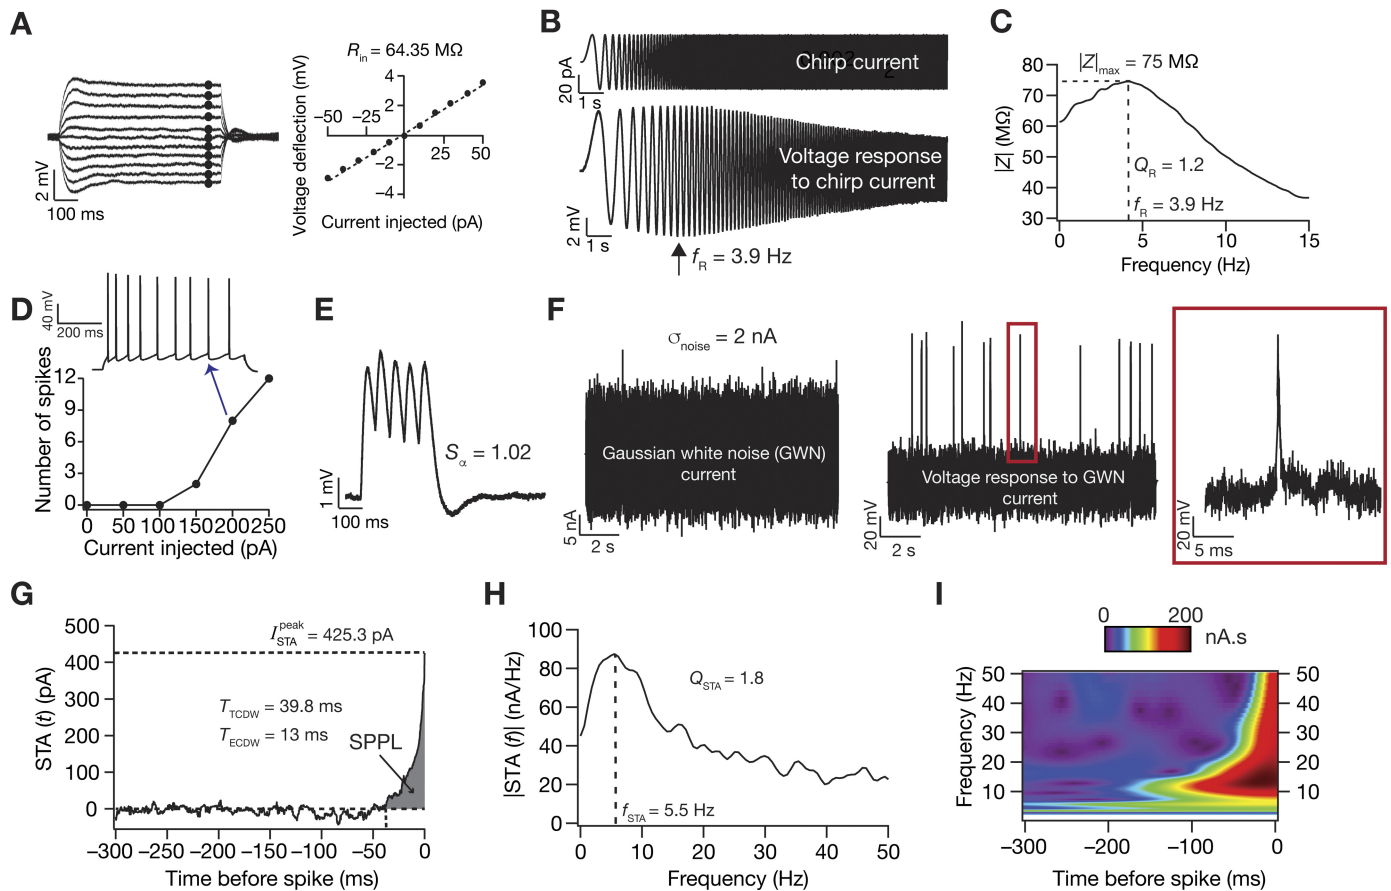 A
R_in = 64.35 MΩ
Voltage deflection (mV)
4
2
−50
−25
25
50
−2
−4
Current injected (pA)
2 mV
100 ms
B
Chirp current
20 pA
1 s
Voltage response
to chirp current
2 mV
1 s
f_R = 3.9 Hz
C
|Z|_max = 75 MΩ
|Z| (MΩ)
80
70
60
50
40
30
Q_R = 1.2
f_R = 3.9 Hz
0
5
10
15
Frequency (Hz)
D
40 mV
200 ms
Number of spikes
12
9
6
3
0
0
50
100
150
200
250
Current injected (pA)
E
S_α = 1.02
1 mV
100 ms
F
σ_noise = 2 nA
Gaussian white noise (GWN)
current
5 nA
2 s
Voltage response to GWN
current
20 mV
2 s
20 mV
5 ms
G
STA (t) (pA)
500
400
300
200
100
0
I_STA^peak = 425.3 pA
T_TCDW = 39.8 ms
T_ECDW = 13 ms
SPPL
−300
−250
−200
−150
−100
−50
0
Time before spike (ms)
H
|STA (f)| (nA/Hz)
100
80
60
40
20
0
Q_STA = 1.8
f_STA = 5.5 Hz
0
10
20
30
40
50
Frequency (Hz)
I
0
200
nA.s
Frequency (Hz)
50
40
30
20
10
50
40
30
20
10
−300
−200
−100
0
Time before spike (ms)